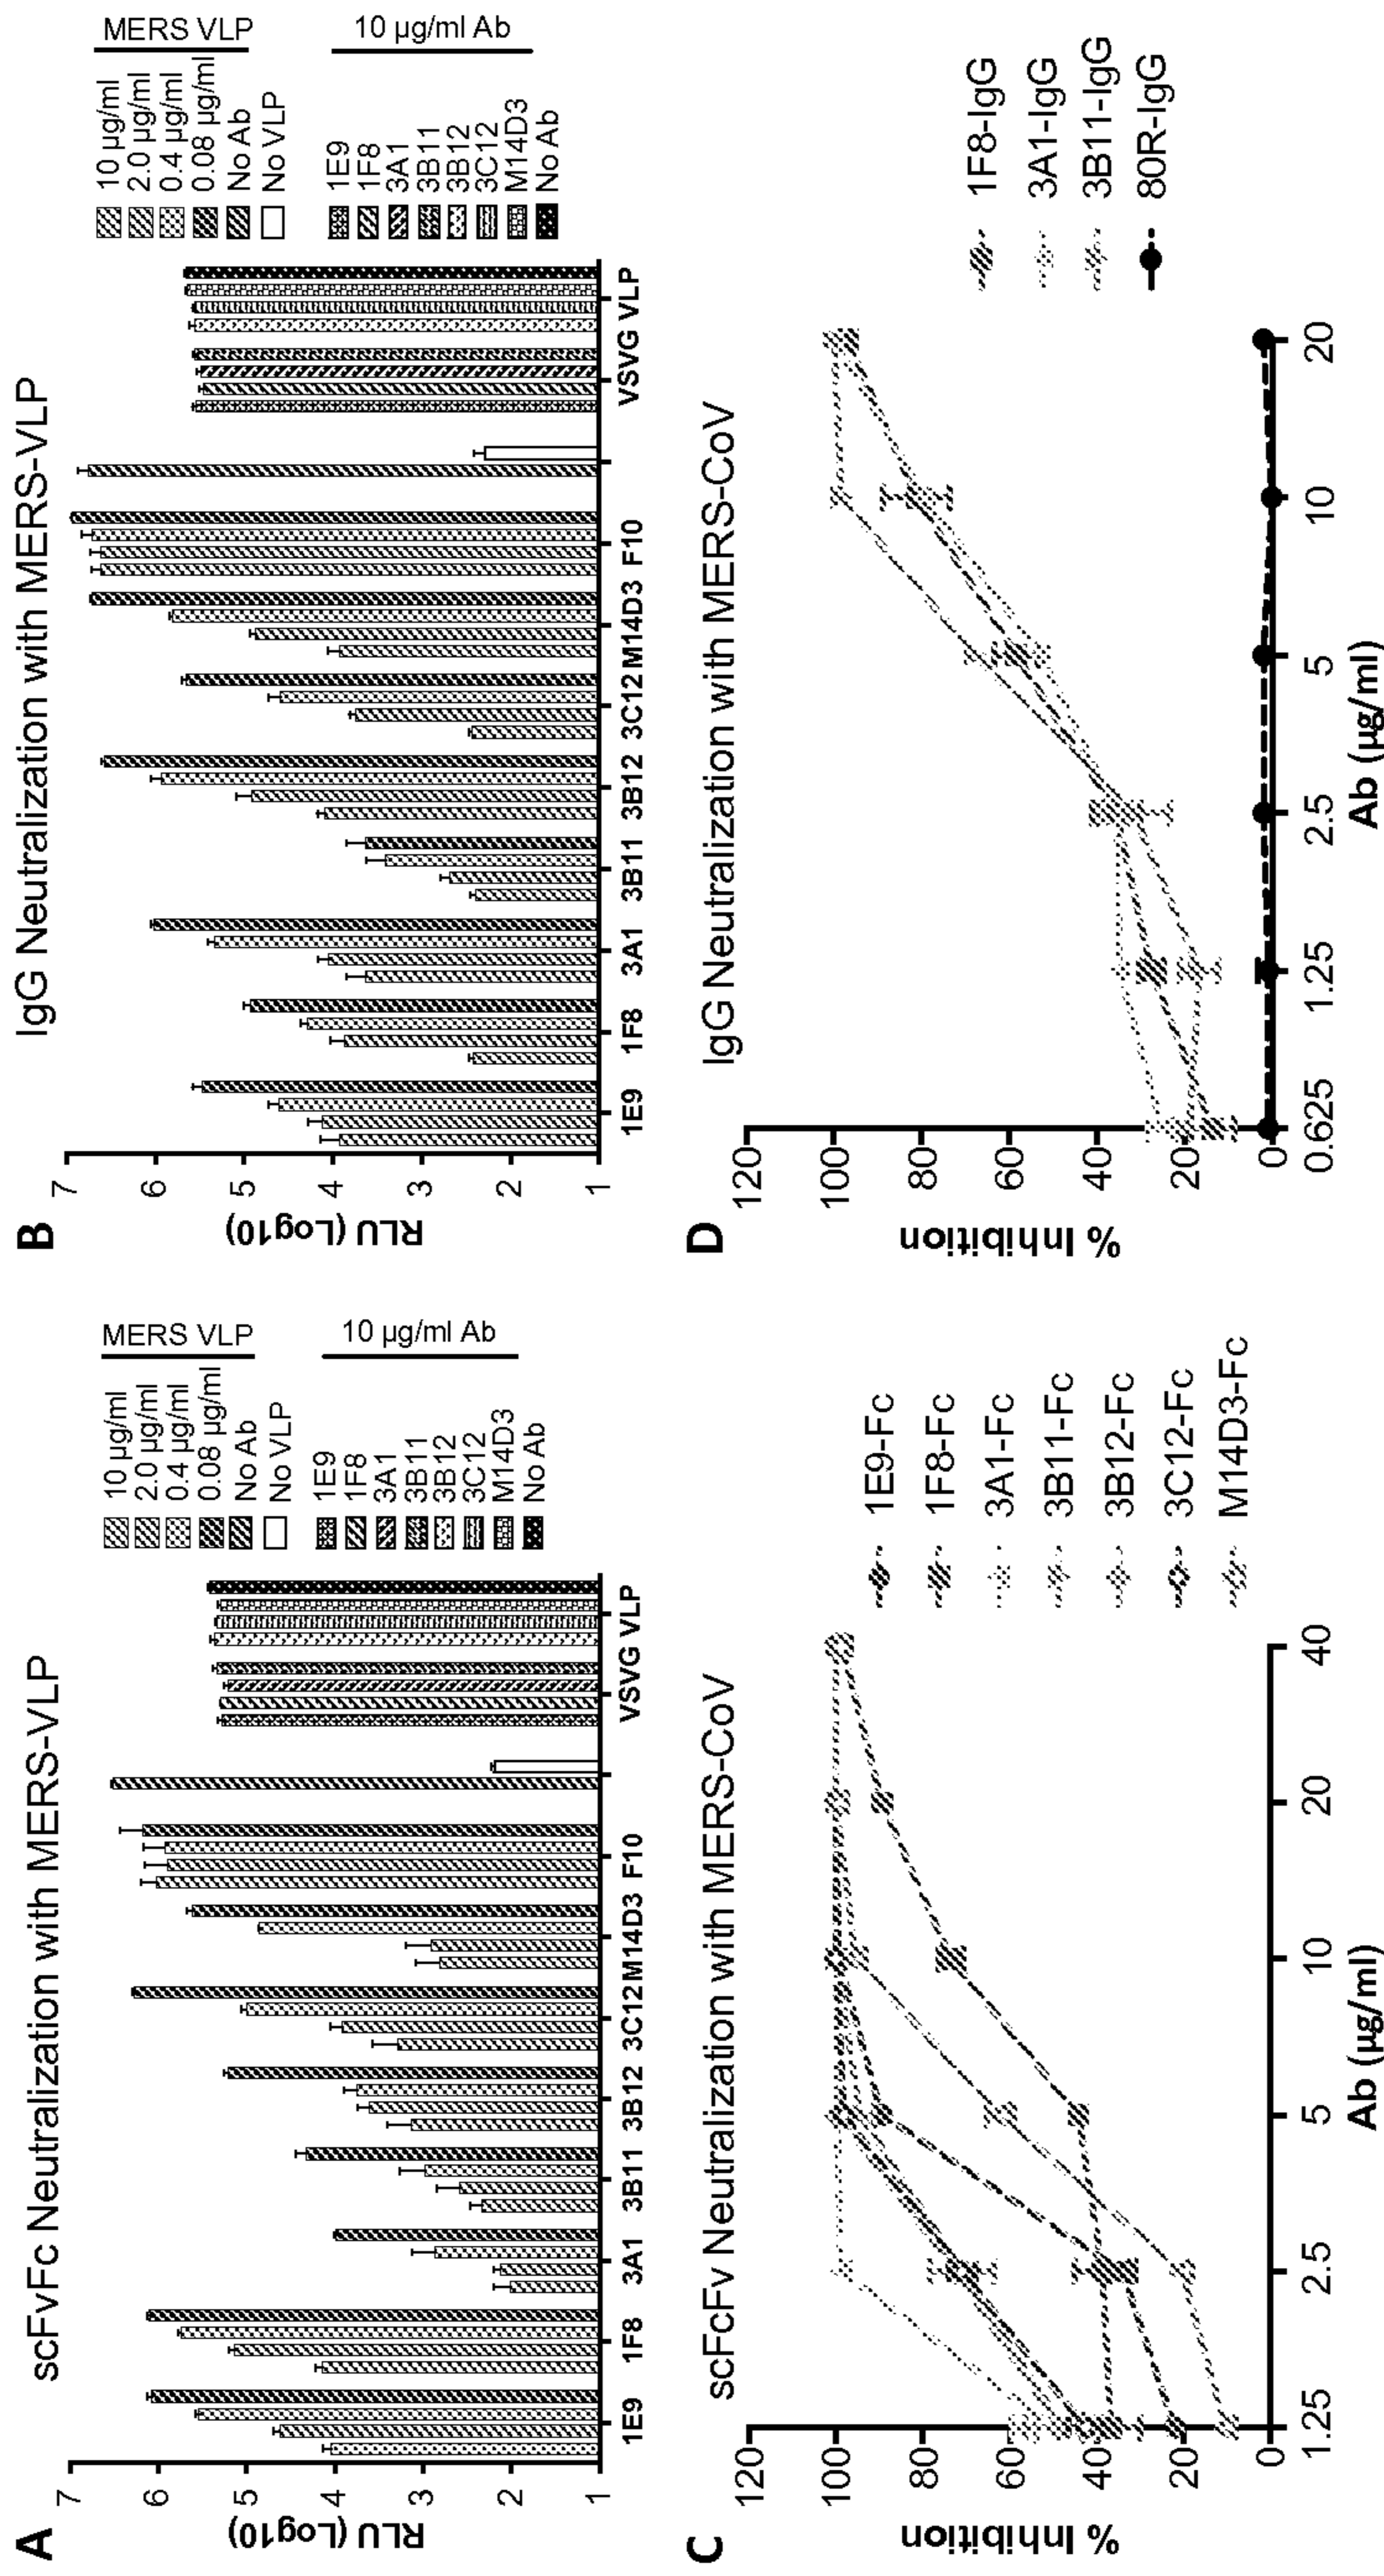 A
scFvFc Neutralization with MERS-VLP
RLU (Log10)
7
6
5
4
3
2
1
1E9
1F8
3A1
3B11
3B12
3C12
M14D3
F10
VSVG VLP
10 µg/ml
2.0 µg/ml
0.4 µg/ml
0.08 µg/ml
No Ab
No VLP
MERS VLP
1E9
1F8
3A1
3B11
3B12
3C12
M14D3
No Ab
10 µg/ml Ab
B
IgG Neutralization with MERS-VLP
RLU (Log10)
7
6
5
4
3
2
1
1E9
1F8
3A1
3B11
3B12
3C12
M14D3
F10
VSVG VLP
10 µg/ml
2.0 µg/ml
0.4 µg/ml
0.08 µg/ml
No Ab
No VLP
MERS VLP
1E9
1F8
3A1
3B11
3B12
3C12
M14D3
No Ab
10 µg/ml Ab
C
scFcFv Neutralization with MERS-CoV
% Inhibition
120
100
80
60
40
20
0
1.25
2.5
5
10
20
40
Ab (µg/ml)
1E9-Fc
1F8-Fc
3A1-Fc
3B11-Fc
3B12-Fc
3C12-Fc
M14D3-Fc
D
IgG Neutralization with MERS-CoV
% Inhibition
120
100
80
60
40
20
0
0.625
1.25
2.5
5
10
20
Ab (µg/ml)
1F8-IgG
3A1-IgG
3B11-IgG
80R-IgG